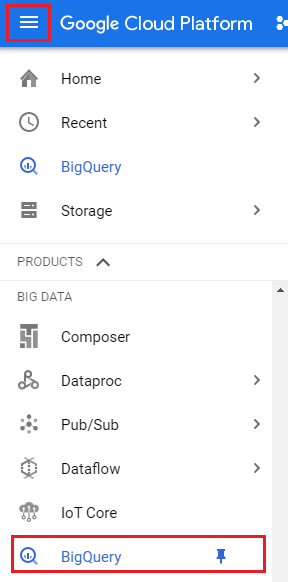 Google Cloud Platform
Home
Recent
BigQuery
Storage
PRODUCTS
BIG DATA
Composer
Dataproc
Pub/Sub
Dataflow
IoT Core
BigQuery